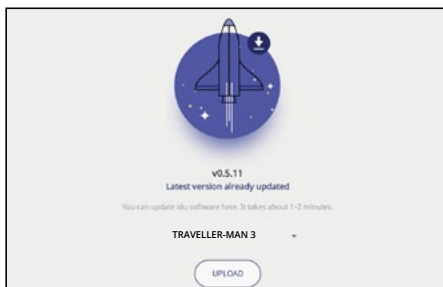 v0.5.11
Latest version already updated
You can update idu software here. It takes about 1-2 minutes.
TRAVELLER-MAN 3
UPLOAD